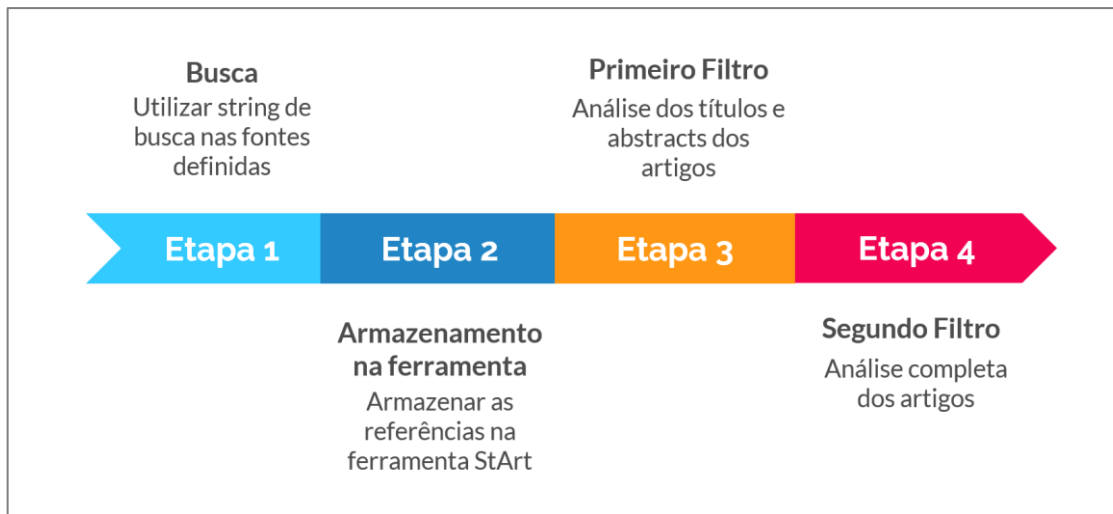 Busca
Utilizar string de
busca nas fontes
definidas
Primeiro Filtro
Análise dos títulos e
abstracts dos
artigos
Etapa 1
Etapa 2
Etapa 3
Etapa 4
Armazenamento
na ferramenta
Armazenar as
referências na
ferramenta StArt
Segundo Filtro
Análise completa
dos artigos